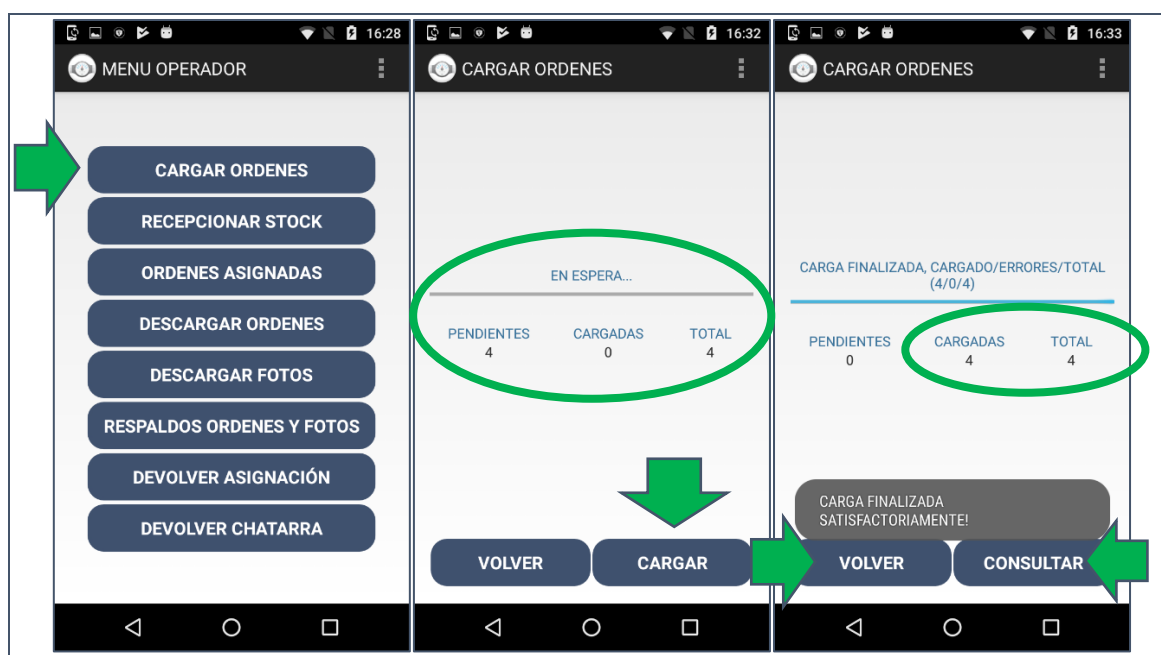 16:28
MENU OPERADOR
CARGAR ORDENES
RECEPCIONAR STOCK
ORDENES ASIGNADAS
DESCARGAR ORDENES
DESCARGAR FOTOS
RESPALDOS ORDENES Y FOTOS
DEVOLVER ASIGNACIÓN
DEVOLVER CHATARRA
16:32
CARGAR ORDENES
EN ESPERA...
PENDIENTES CARGADAS TOTAL
4 0 4
VOLVER CARGAR
16:33
CARGAR ORDENES
CARGA FINALIZADA, CARGADO/ERRORES/TOTAL
(4/0/4)
PENDIENTES CARGADAS TOTAL
0 4 4
CARGA FINALIZADA
SATISFACTORIAMENTE!
VOLVER CONSULTAR